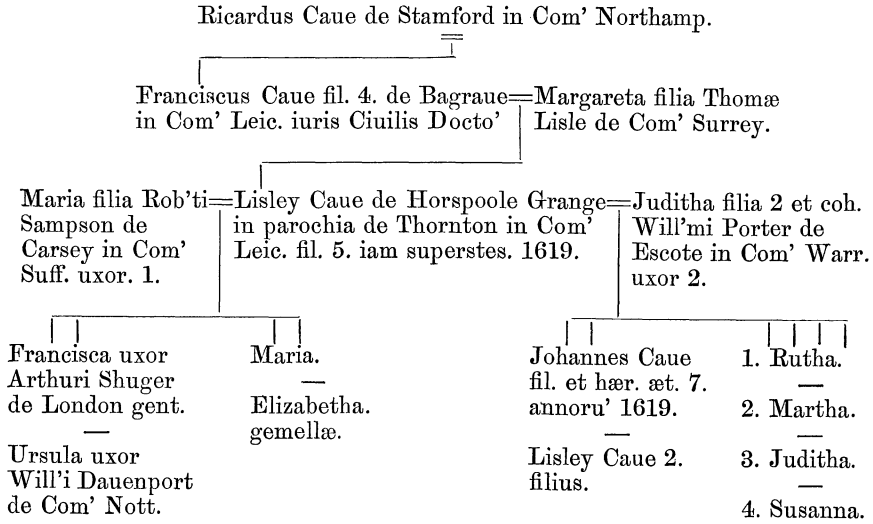 Ricardus Caue de Stamford in Com' Northamp.
Franciscus Caue fil. 4. de Bagraue=Margareta filia Thomæ
in Com' Leic. iuris Ciuilis Docto' Lisle de Com' Surrey.
Maria filia Rob'ti=Lisley Caue de Horspoole Grange=Juditha filia 2 et coh.
Sampson de in parochia de Thornton in Com' Will'mi Porter de
Carsey in Com' Leic. fil. 5. iam superstes. 1619. Escote in Com' Warr.
Suff. uxor. 1. uxor 2.
Francisca uxor
Arthuri Shuger
de London gent.
—
Ursula uxor
Will'i Dauenport
de Com' Nott.
Maria.
—
Elizabetha.
gemellæ.
Johannes Caue
fil. et hær. æt. 7.
annoru' 1619.
—
Lisley Caue 2.
filius.
1. Rutha.
—
2. Martha.
—
3. Juditha.
—
4. Susanna.